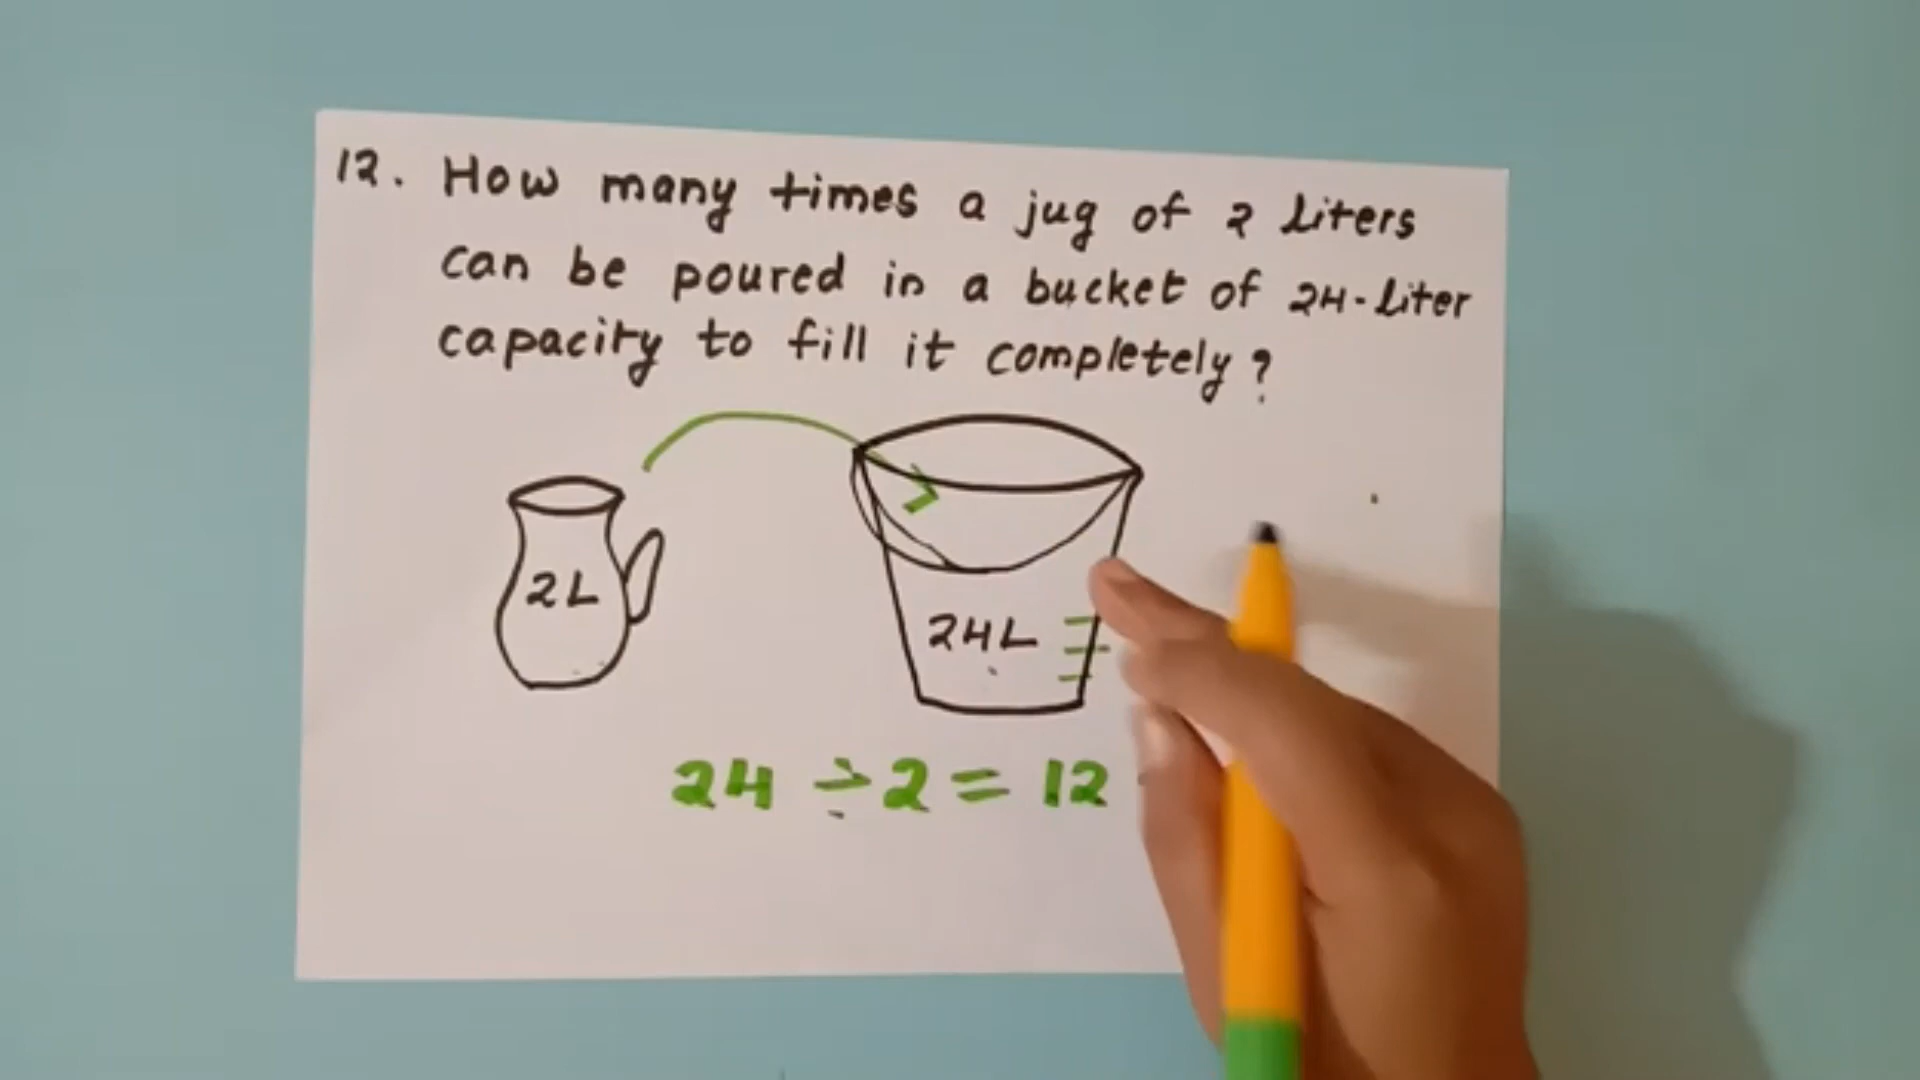 12. How many times a jug of 2 liters
can be poured in a bucket of 24-liter
capacity to fill it completely?
2L
24L
24 ÷ 2 = 12